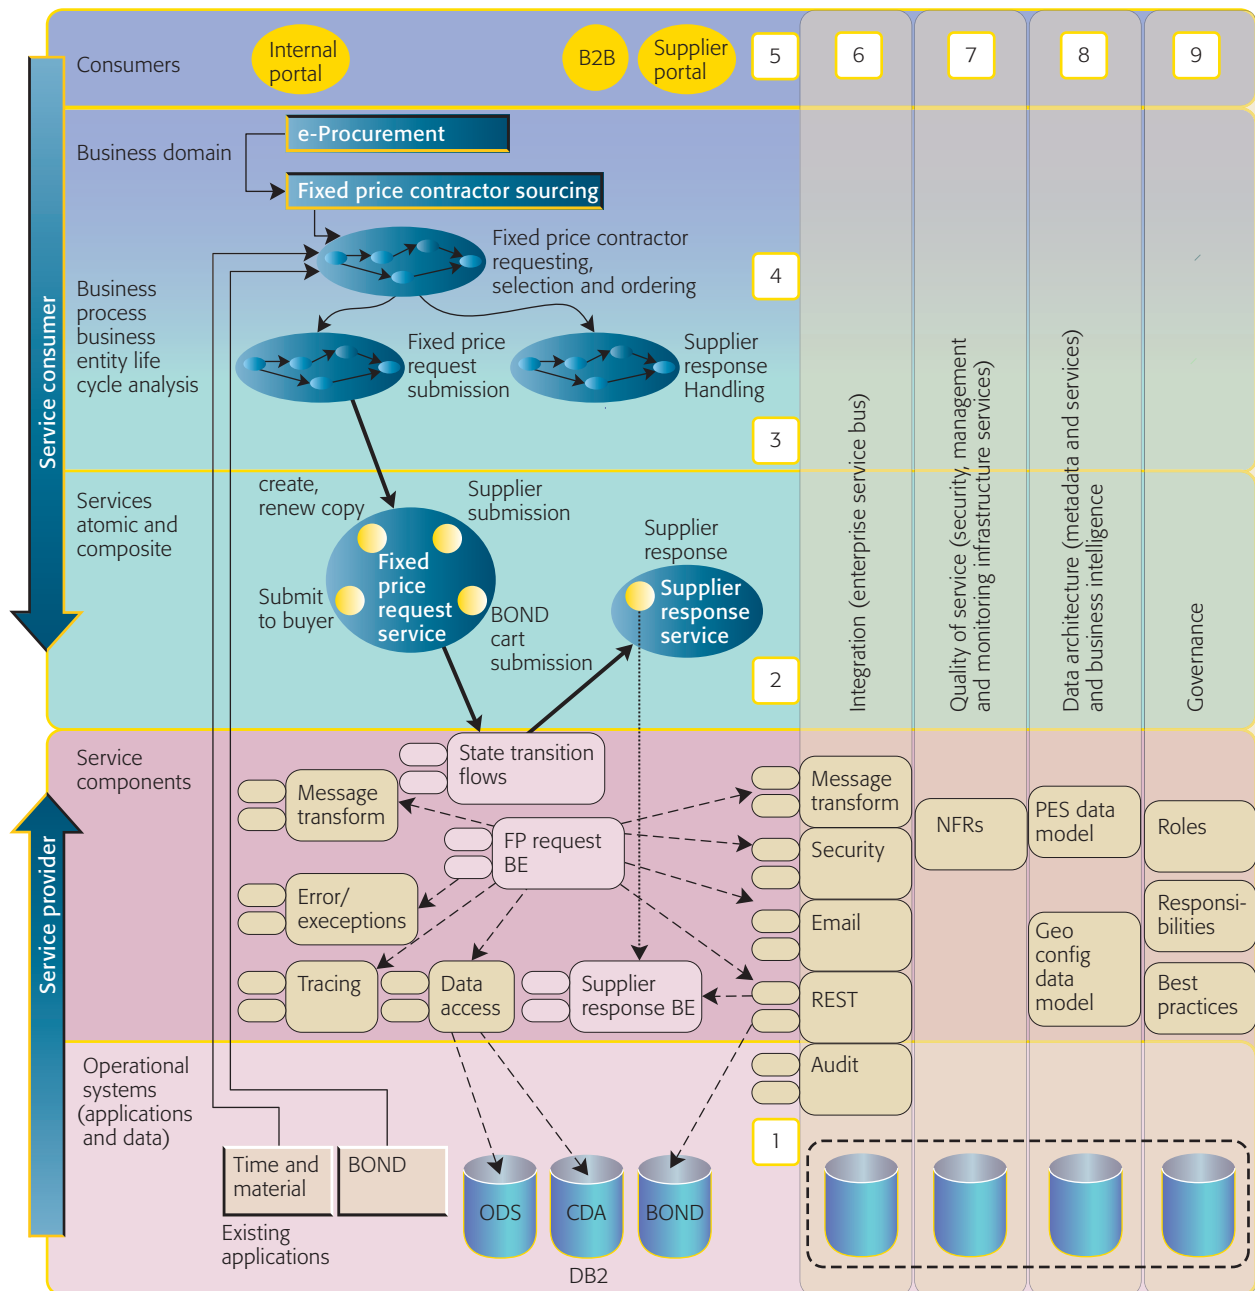 Consumers
Internal
portal
B2B
Supplier
portal
5
6
7
8
9
Business domain
e-Procurement
Fixed price contractor sourcing
Fixed price contractor
requesting,
selection and ordering
4
Business
process
business
entity life
cycle analysis
Fixed price
request
submission
Supplier
response
Handling
3
Service consumer
Services
atomic and
composite
create,
renew copy
Supplier
submission
Fixed
price
request
service
Submit
to buyer
BOND
cart
submission
Supplier
response
Supplier
response
service
2
Integration (enterprise service bus)
Quality of service (security, management
and monitoring infrastructure services)
Data architecture (metadata and services)
and business intelligence
Governance
Service provider
Service
components
State transition
flows
Message
transform
FP request
BE
Error/
execeptions
Tracing
Data
access
Supplier
response BE
Message
transform
Security
Email
REST
Audit
NFRs
PES data
model
Geo
config
data
model
Roles
Responsi-
bilities
Best
practices
Operational
systems
(applications
and data)
1
Time and
material
BOND
Existing
applications
ODS
CDA
BOND
DB2